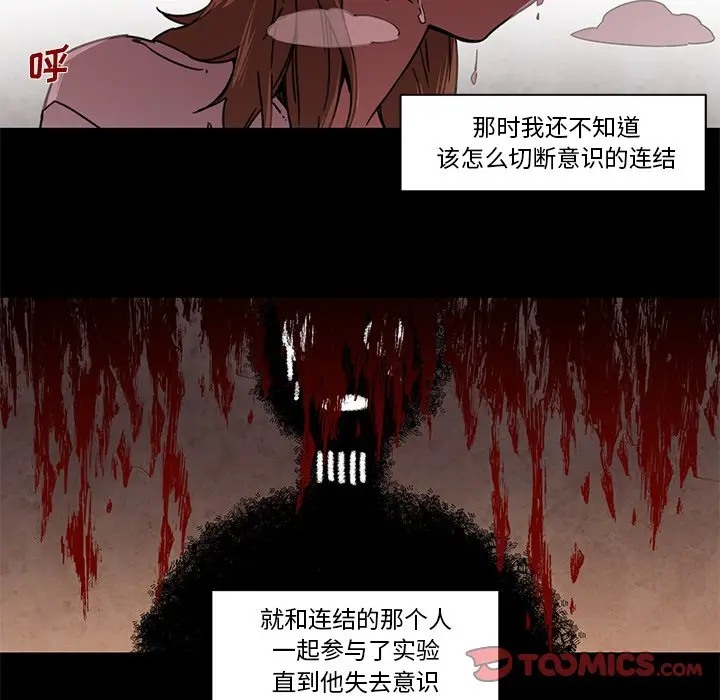 呼
那时我还不知道
该怎么切断意识的连结
就和连结的那个人
一起参与了实验
直到他失去意识
TOOMICS.COM